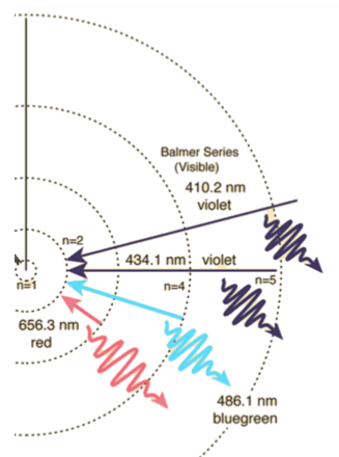 Balmer Series
(Visible)
410.2 nm
violet
n=2
434.1 nm violet
n=1
n=4
n=5
656.3 nm
red
486.1 nm
bluegreen